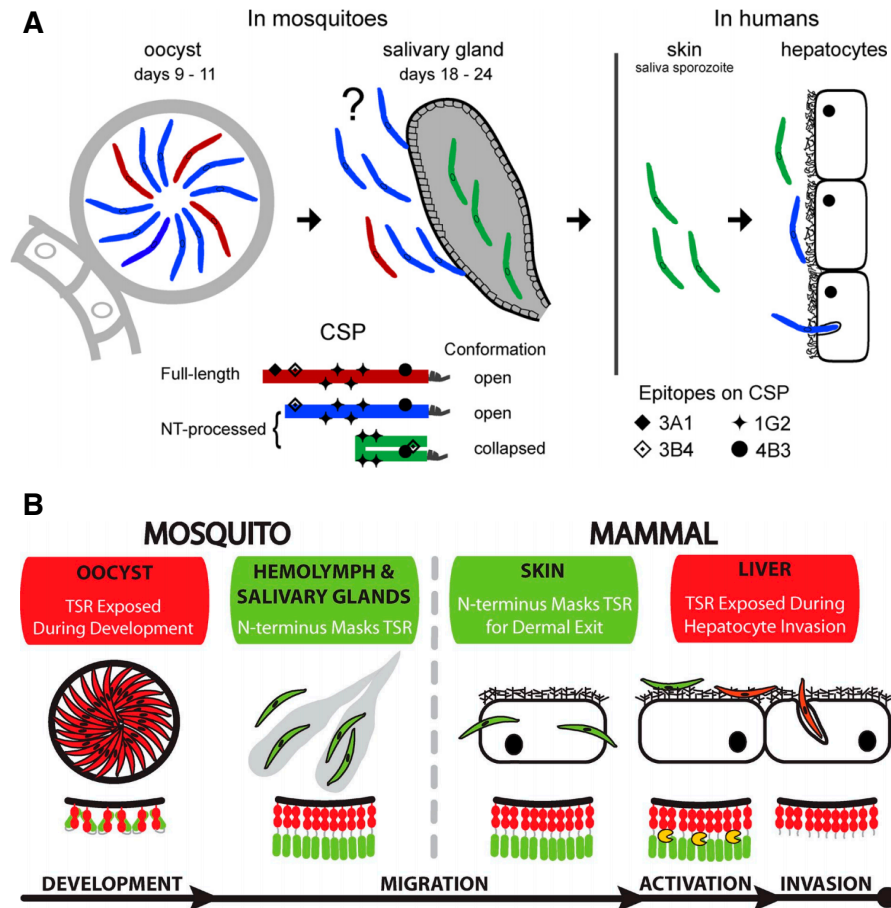 A
In mosquitoes
In humans
oocyst
days 9 - 11
salivary gland
days 18 - 24
skin
saliva sporozoite
hepatocytes
?
CSP
Conformation
Full-length
open
NT-processed
open
collapsed
Epitopes on CSP
3A1
1G2
3B4
4B3
B
MOSQUITO
MAMMAL
OOCYST
TSR Exposed
During Development
HEMOLYMPH &
SALIVARY GLANDS
N-terminus Masks TSR
SKIN
N-terminus Masks TSR
for Dermal Exit
LIVER
TSR Exposed During
Hepatocyte Invasion
DEVELOPMENT
MIGRATION
ACTIVATION
INVASION